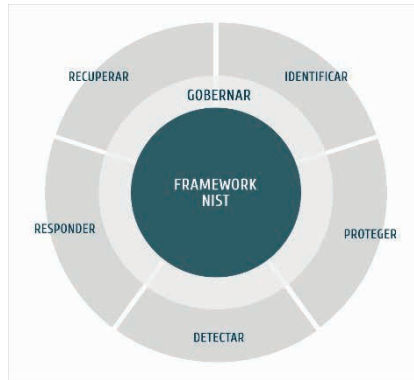 RECUPERAR
IDENTIFICAR
GOBERNAR
FRAMEWORK
NIST
RESPONDER
PROTEGER
DETECTAR